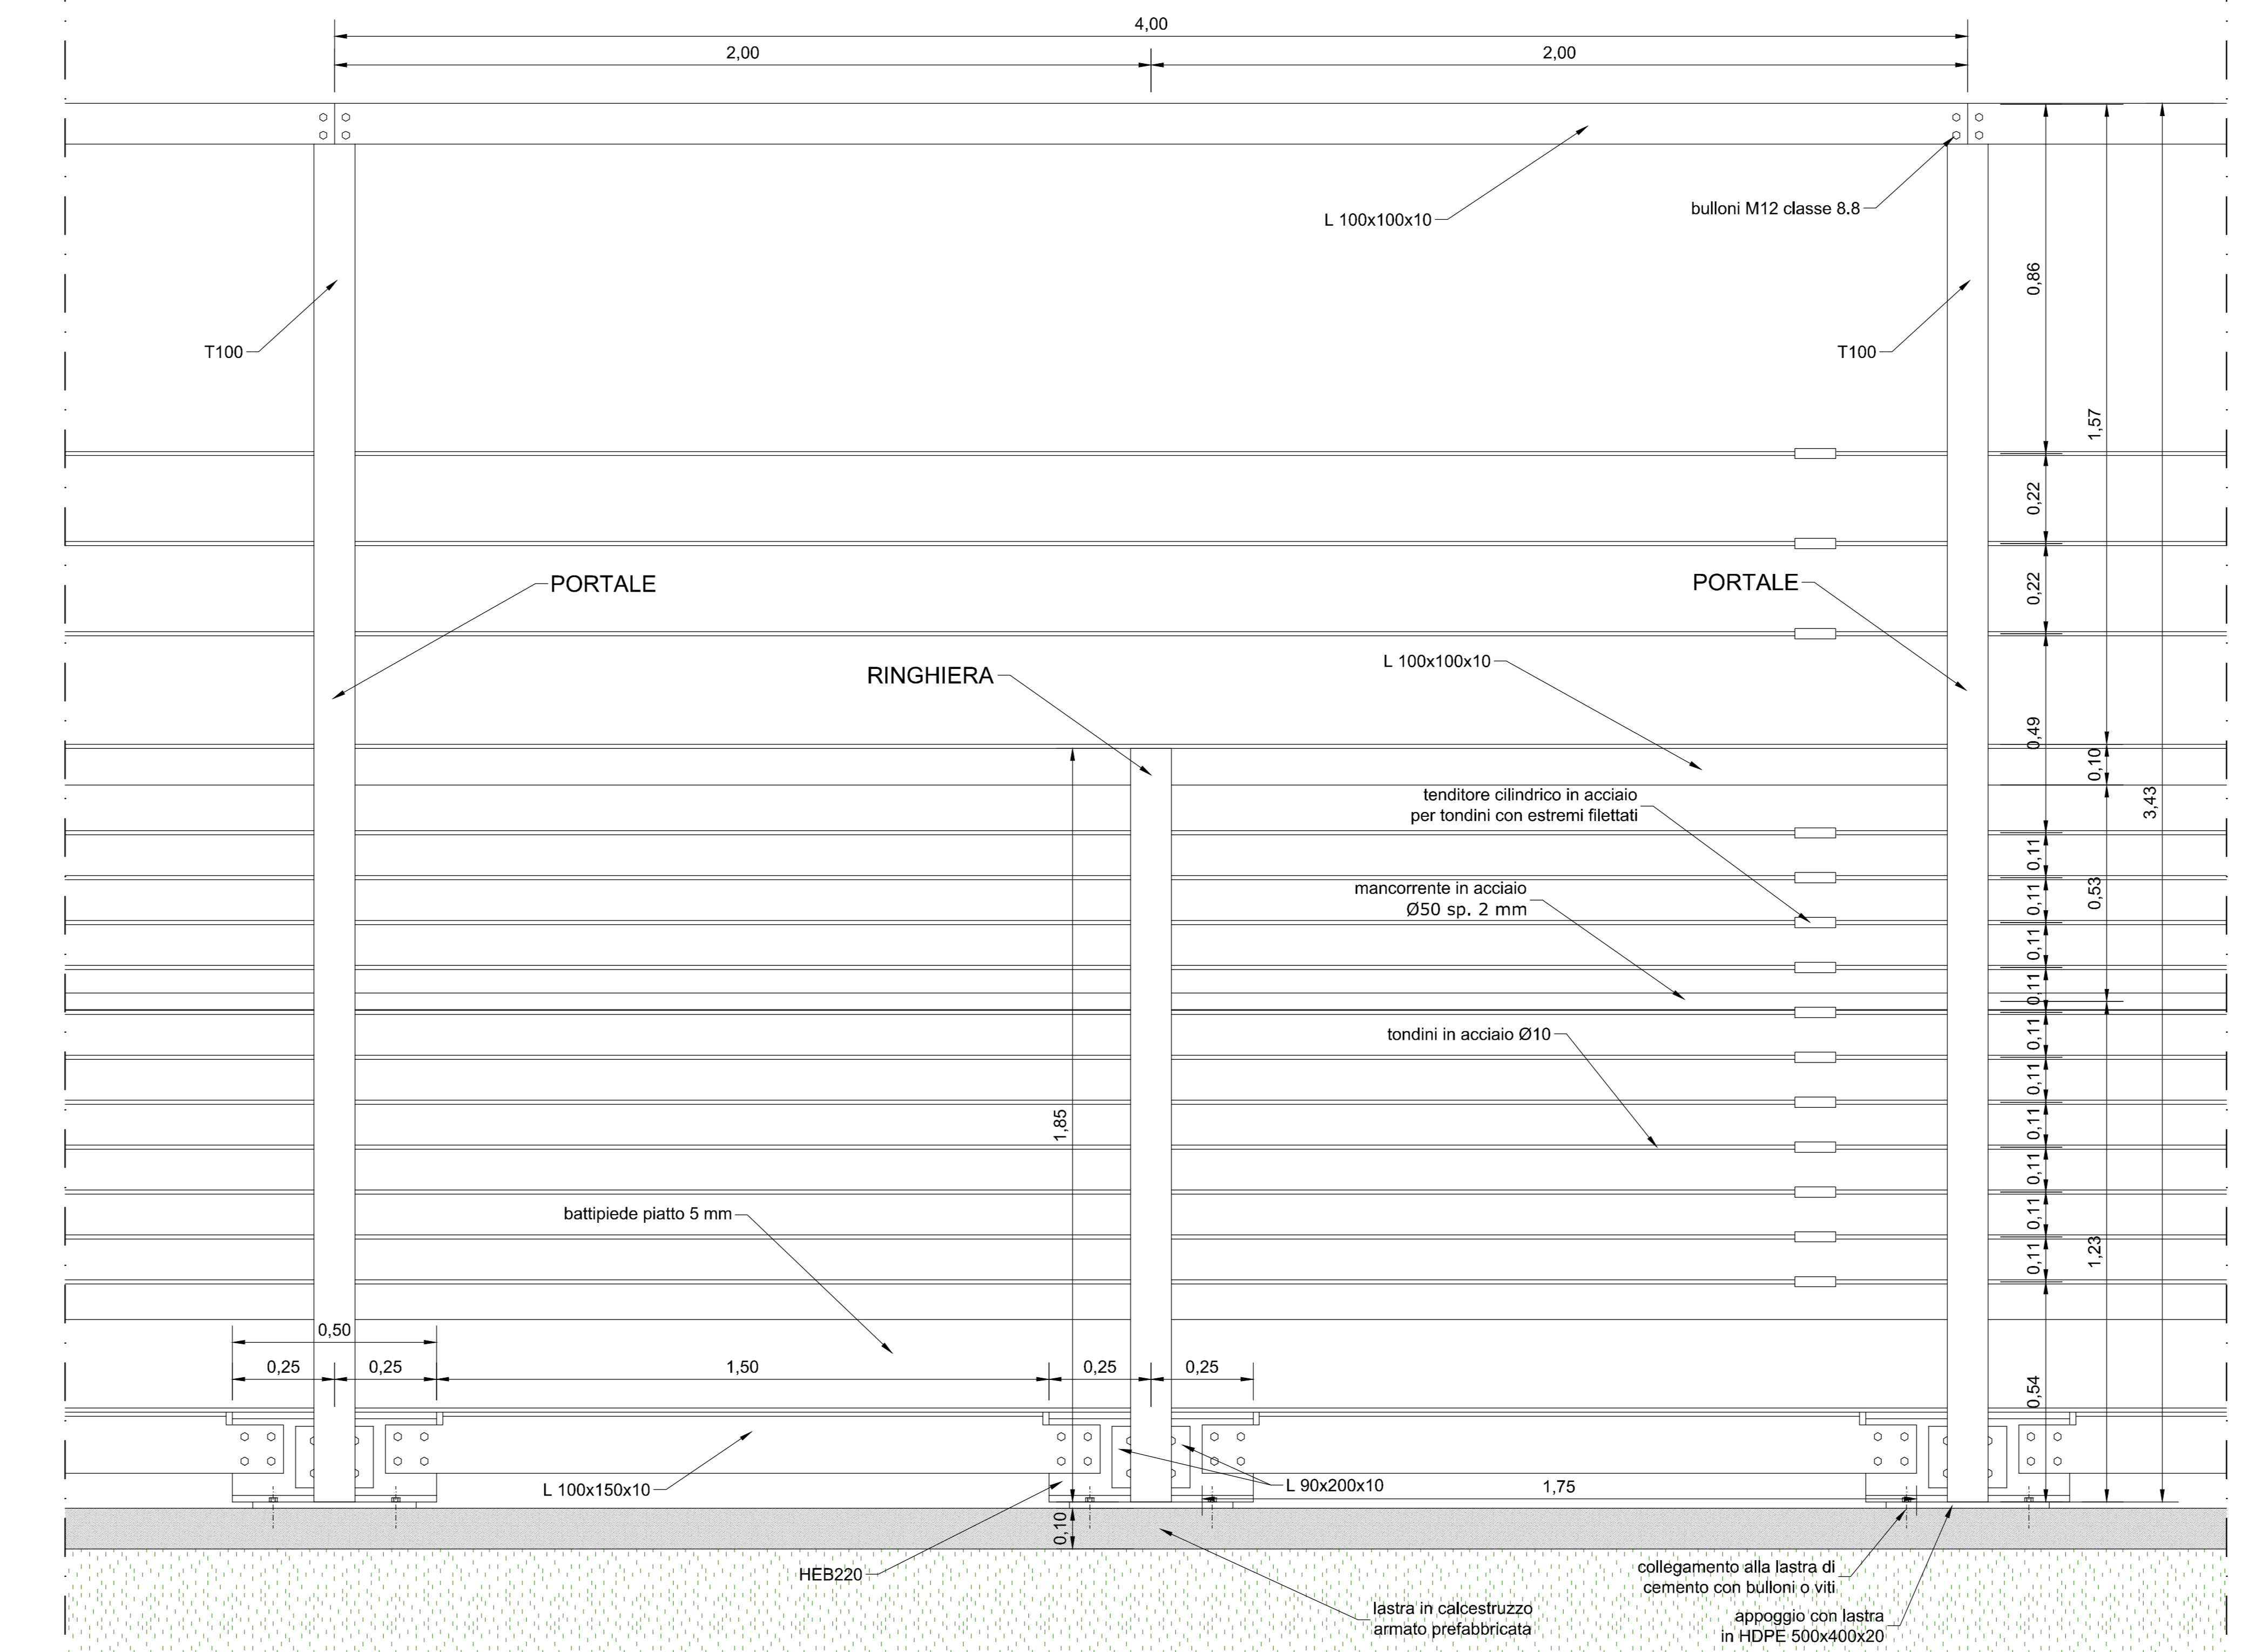 4,00
2,00
2,00
L 100x100x10
bulloni M12 classe 8.8
0,86
T100
T100
1,57
0,22
0,22
PORTALE
PORTALE
RINGHIERA
L 100x100x10
0,49
0,10
3,43
tenditore cilindrico in acciaio
per tondini con estremi filettati
0,11
mancorrente in acciaio
Ø50 sp. 2 mm
0,11
0,53
0,11
0,11
tondini in acciaio Ø10
0,11
0,11
1,85
0,11
0,11
battipiede piatto 5 mm
0,11
0,11
1,23
0,50
0,25
0,25
1,50
0,25
0,25
0,54
L 100x150x10
L 90x200x10
1,75
0,10
HEB220
collegamento alla lastra di
cemento con bulloni o viti
lastra in calcestruzzo
armato prefabbricata
appoggio con lastra
in HDPE 500x400x20